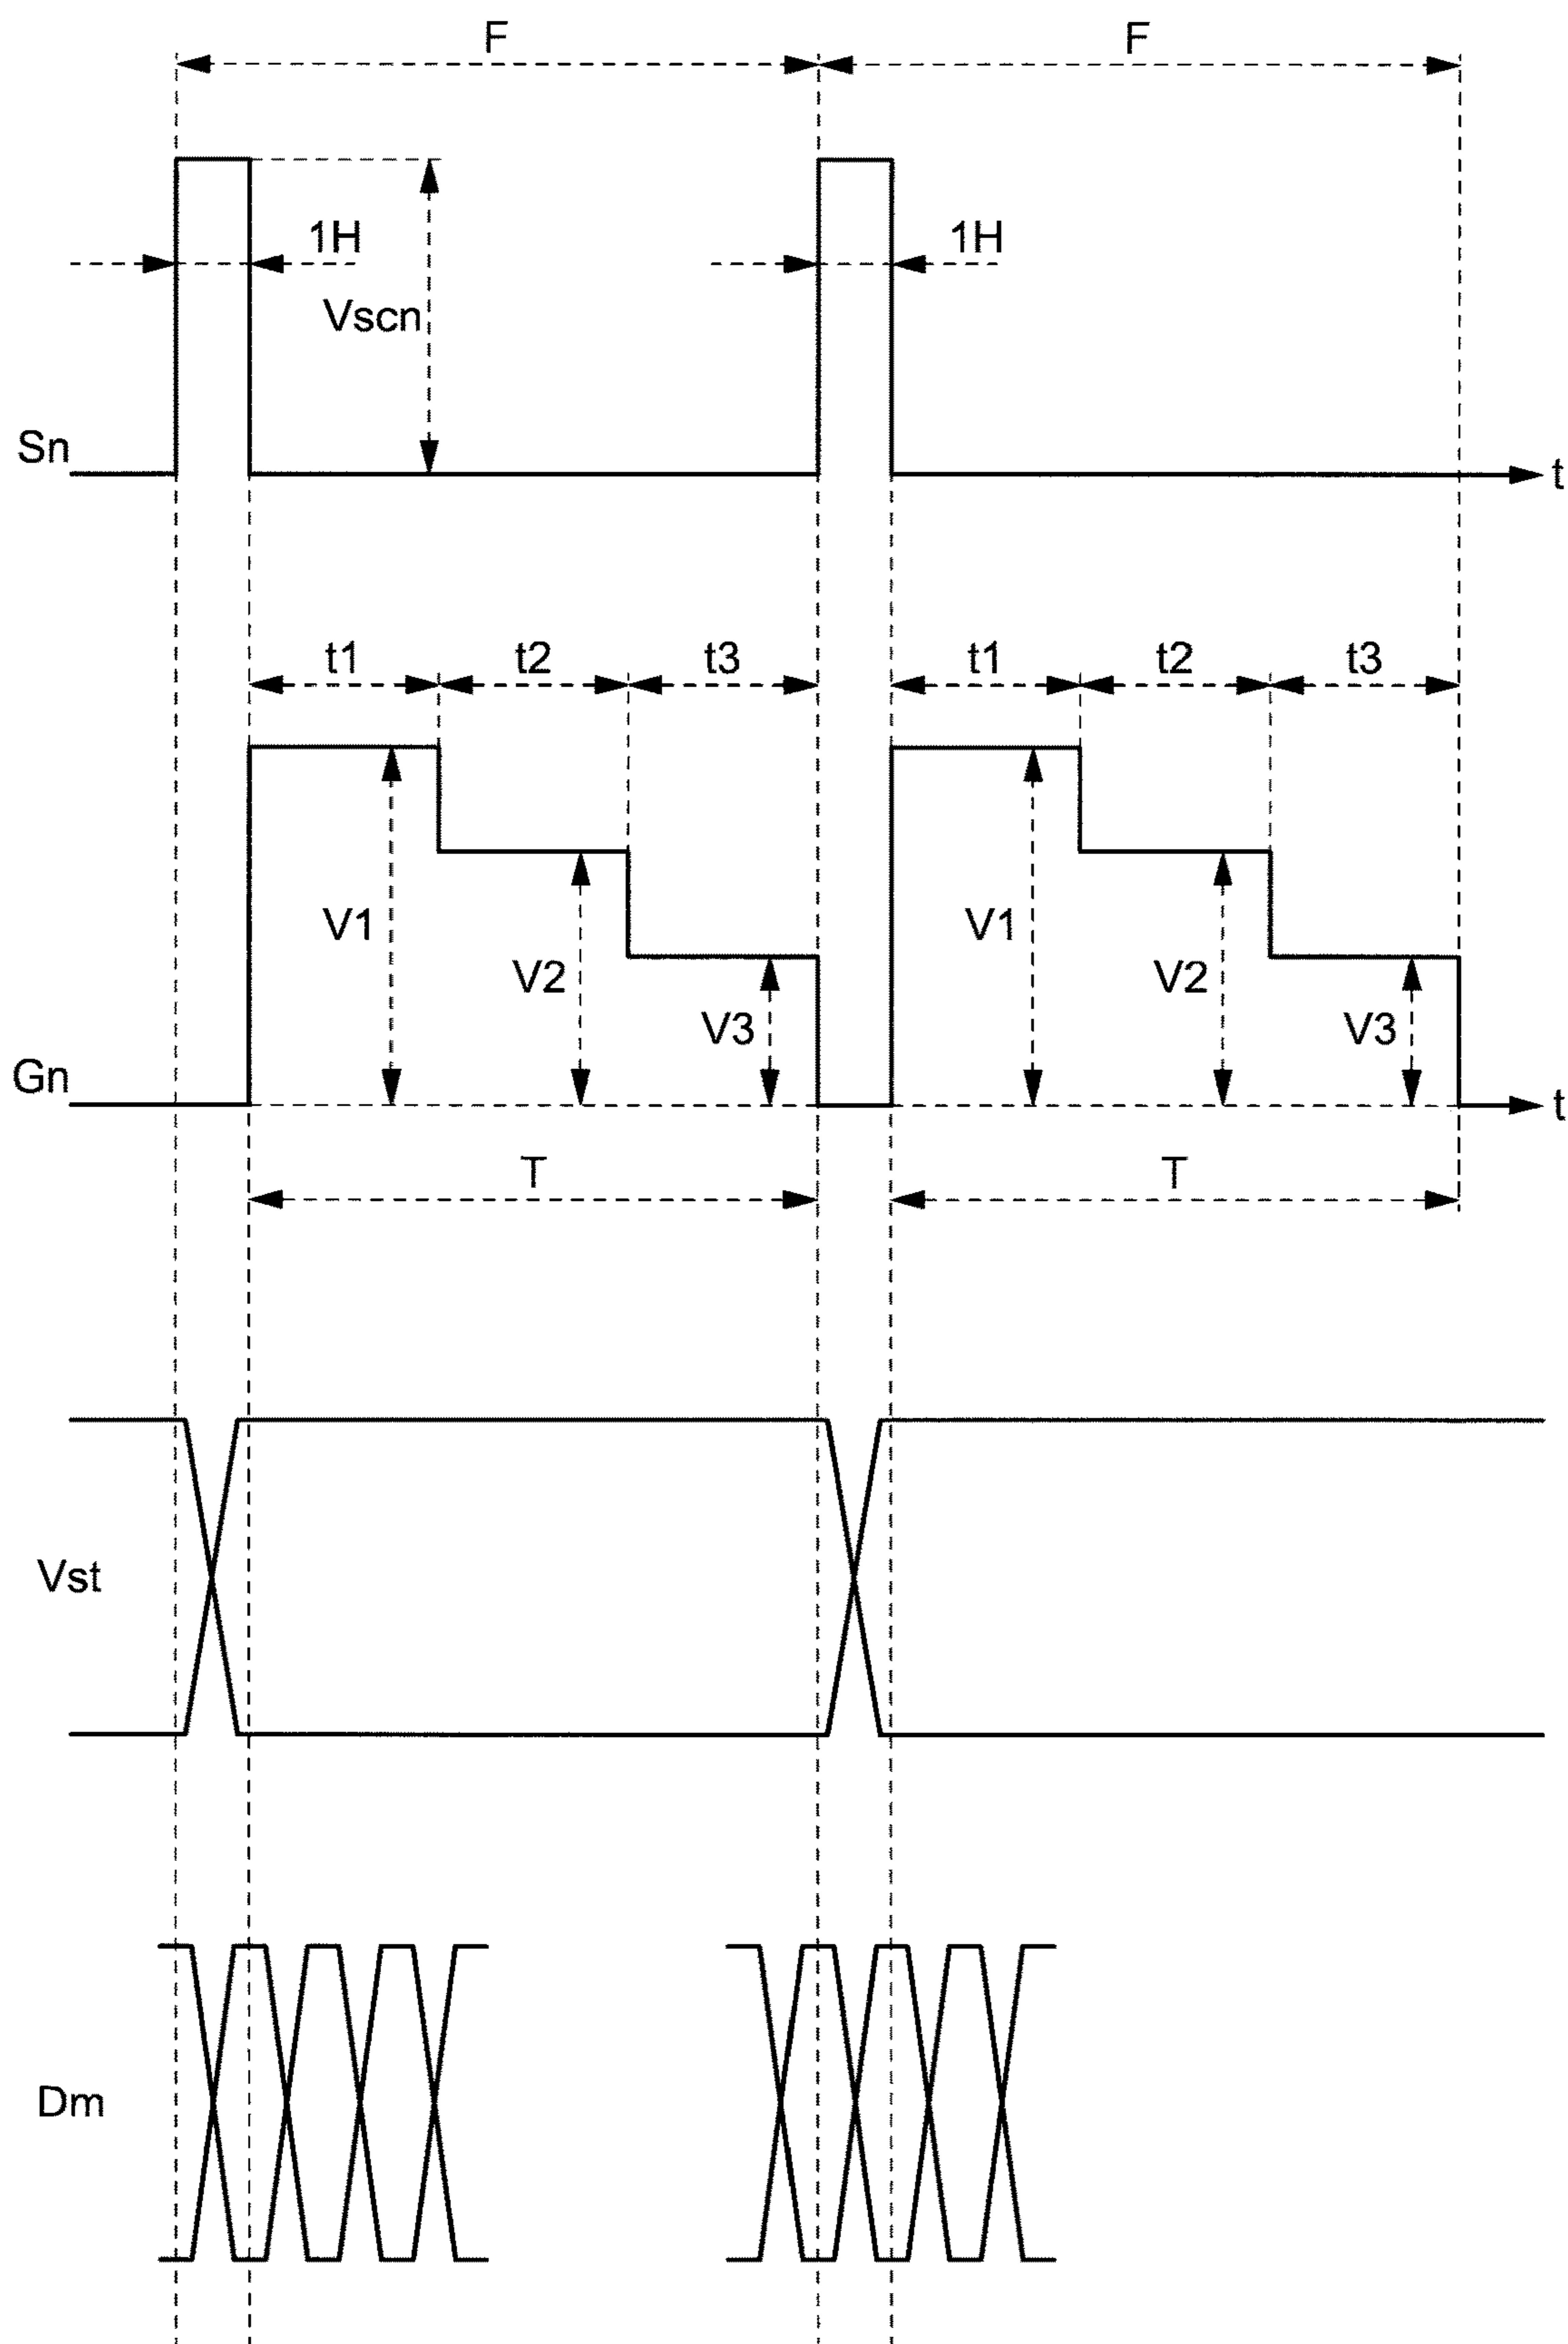 F F
1H 1H
Vscn
Sn t
t1 t2 t3 t1 t2 t3
V1 V1
V2 V2
V3 V3
Gn t
T T
Vst
Dm